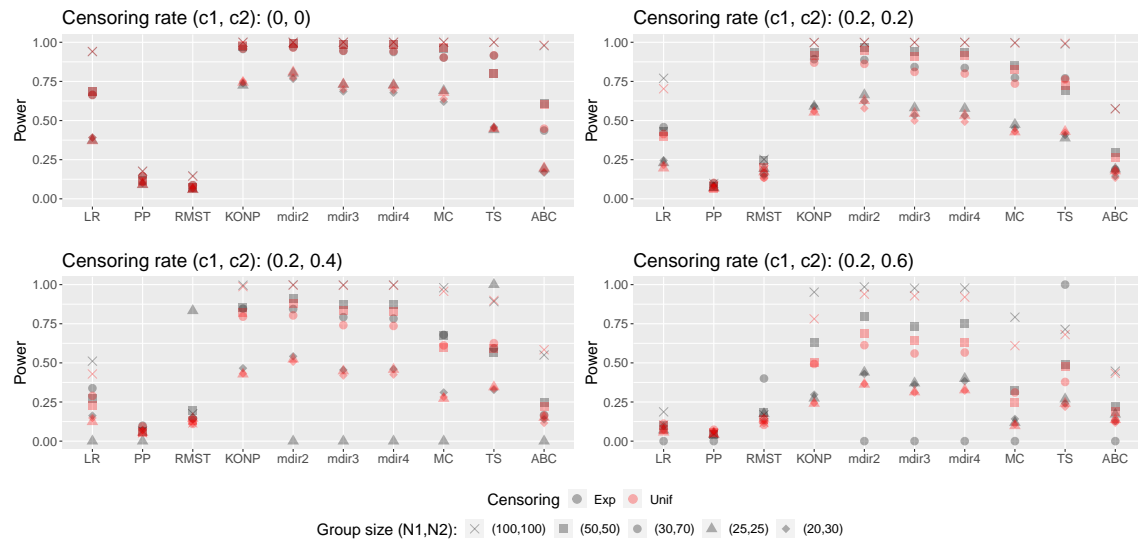 Censoring rate (c1, c2): (0, 0)
Power
1.00
0.75
0.50
0.25
0.00
LR PP RMST KONP mdir2 mdir3 mdir4 MC TS ABC
Censoring rate (c1, c2): (0.2, 0.2)
Power
1.00
0.75
0.50
0.25
0.00
LR PP RMST KONP mdir2 mdir3 mdir4 MC TS ABC
Censoring rate (c1, c2): (0.2, 0.4)
Power
1.00
0.75
0.50
0.25
0.00
LR PP RMST KONP mdir2 mdir3 mdir4 MC TS ABC
Censoring rate (c1, c2): (0.2, 0.6)
Power
1.00
0.75
0.50
0.25
0.00
LR PP RMST KONP mdir2 mdir3 mdir4 MC TS ABC
Censoring Exp Unif
Group size (N1,N2): (100,100) (50,50) (30,70) (25,25) (20,30)